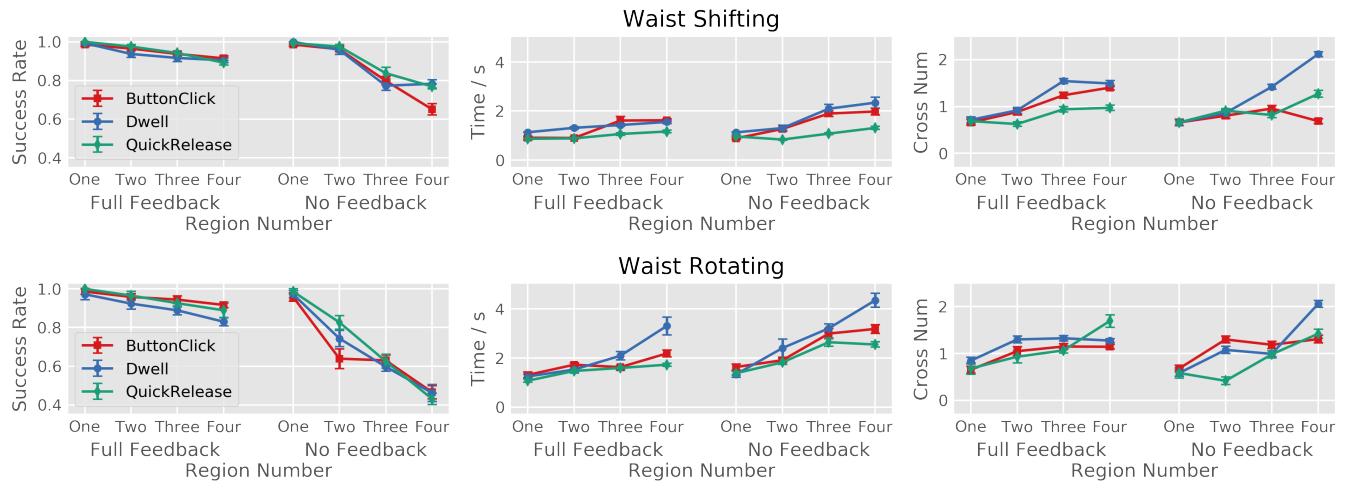 Waist Shifting
Success Rate
1.0
0.8
0.6
0.4
ButtonClick
Dwell
QuickRelease
One Two Three Four One Two Three Four
Full Feedback No Feedback
Region Number
Time / s
4
2
0
One Two Three Four One Two Three Four
Full Feedback No Feedback
Region Number
Cross Num
2
1
0
One Two Three Four One Two Three Four
Full Feedback No Feedback
Region Number
Waist Rotating
Success Rate
1.0
0.8
0.6
0.4
ButtonClick
Dwell
QuickRelease
One Two Three Four One Two Three Four
Full Feedback No Feedback
Region Number
Time / s
4
2
0
One Two Three Four One Two Three Four
Full Feedback No Feedback
Region Number
Cross Num
2
1
0
One Two Three Four One Two Three Four
Full Feedback No Feedback
Region Number